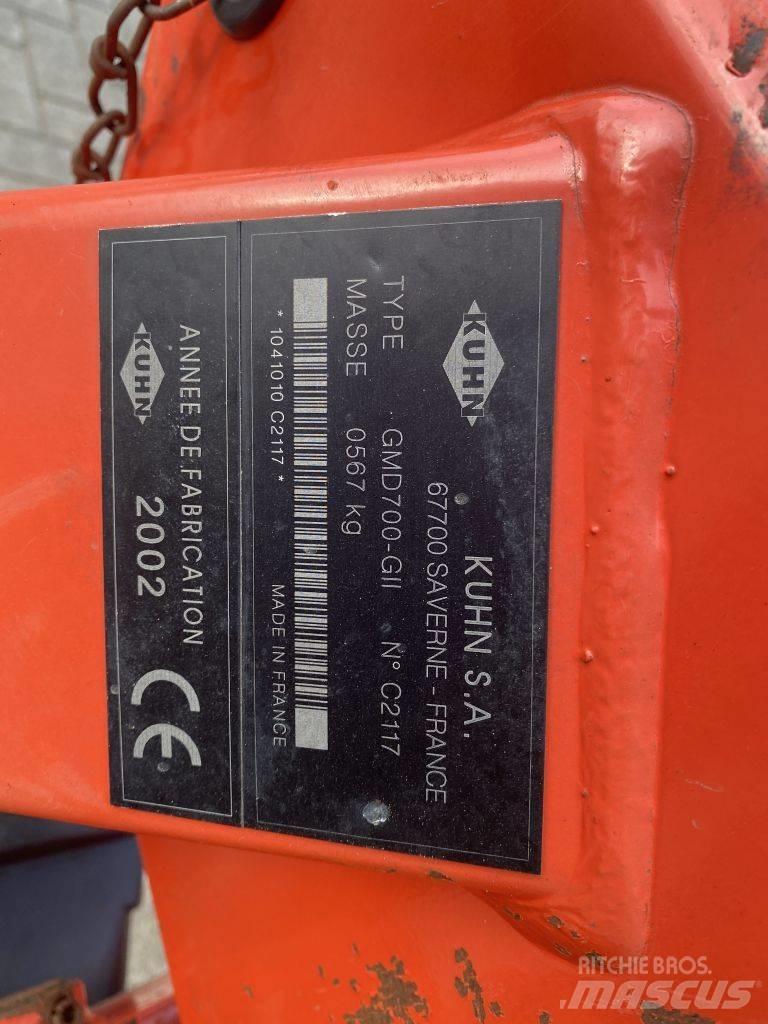 KUHN
KUHN S.A.
67700 SAVERNE - FRANCE
TYPE GMD700-GII N° C2117
MASSE 0567 kg
* 1041010 C2117 *
MADE IN FRANCE
ANNEE DE FABRICATION
KUHN
2002
CE
RITCHIE BROS.
MASCUS